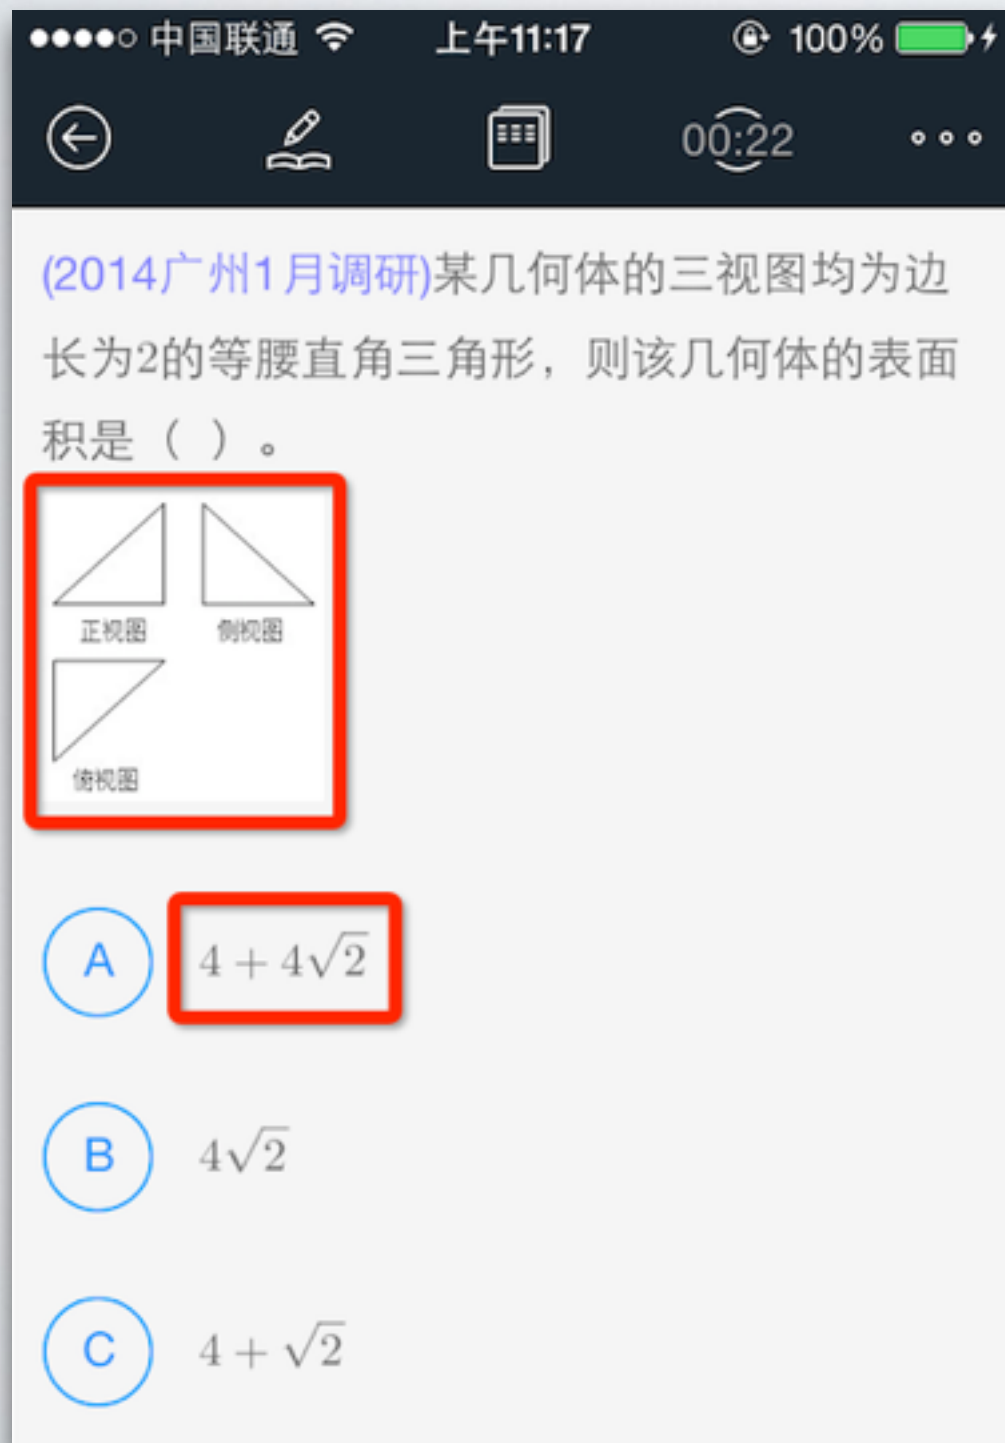 中国联通 上午11:17 100%
00:22
(2014广州1月调研)某几何体的三视图均为边
长为2的等腰直角三角形，则该几何体的表面
积是（ ）。
正视图 侧视图
俯视图
A 4 + 4√2
B 4√2
C 4 + √2